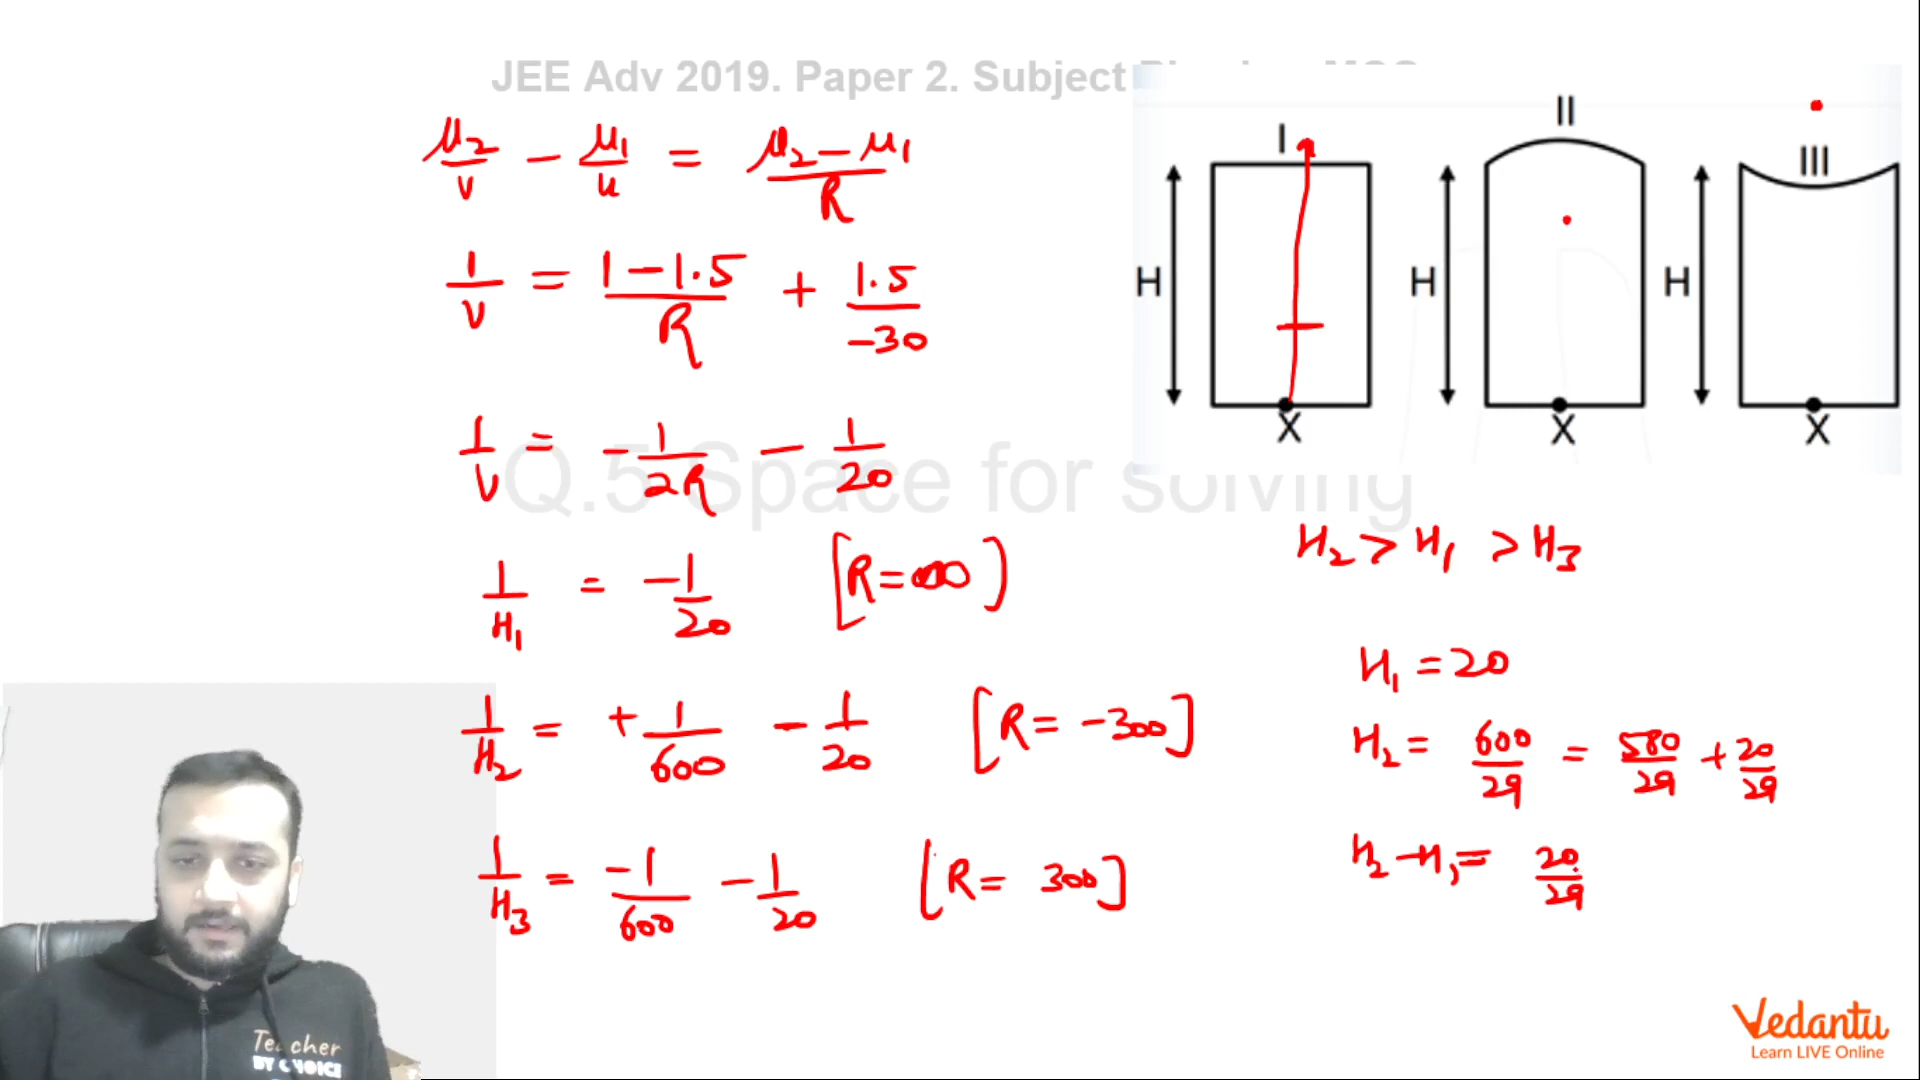 JEE Adv 2019. Paper 2. Subject
μ₂/v − μ₁/u = μ₂ − μ₁/R
1/v = 1 − 1.5/R + 1.5/−30
1/v = − 1/2R − 1/20
Q.5 Space for solving
1/H₁ = −1/20 [R = ∞]
1/H₂ = + 1/600 − 1/20 [R = −300]
1/H₃ = −1/600 − 1/20 [R = 300]
I
II
III
H
H
H
X
X
X
H₂ > H₁ > H₃
H₁ = 20
H₂ = 600/29 = 580/29 + 20/29
H₂ − H₁ = 20/29
Teacher
BY CHOICE
Vedantu
Learn LIVE Online